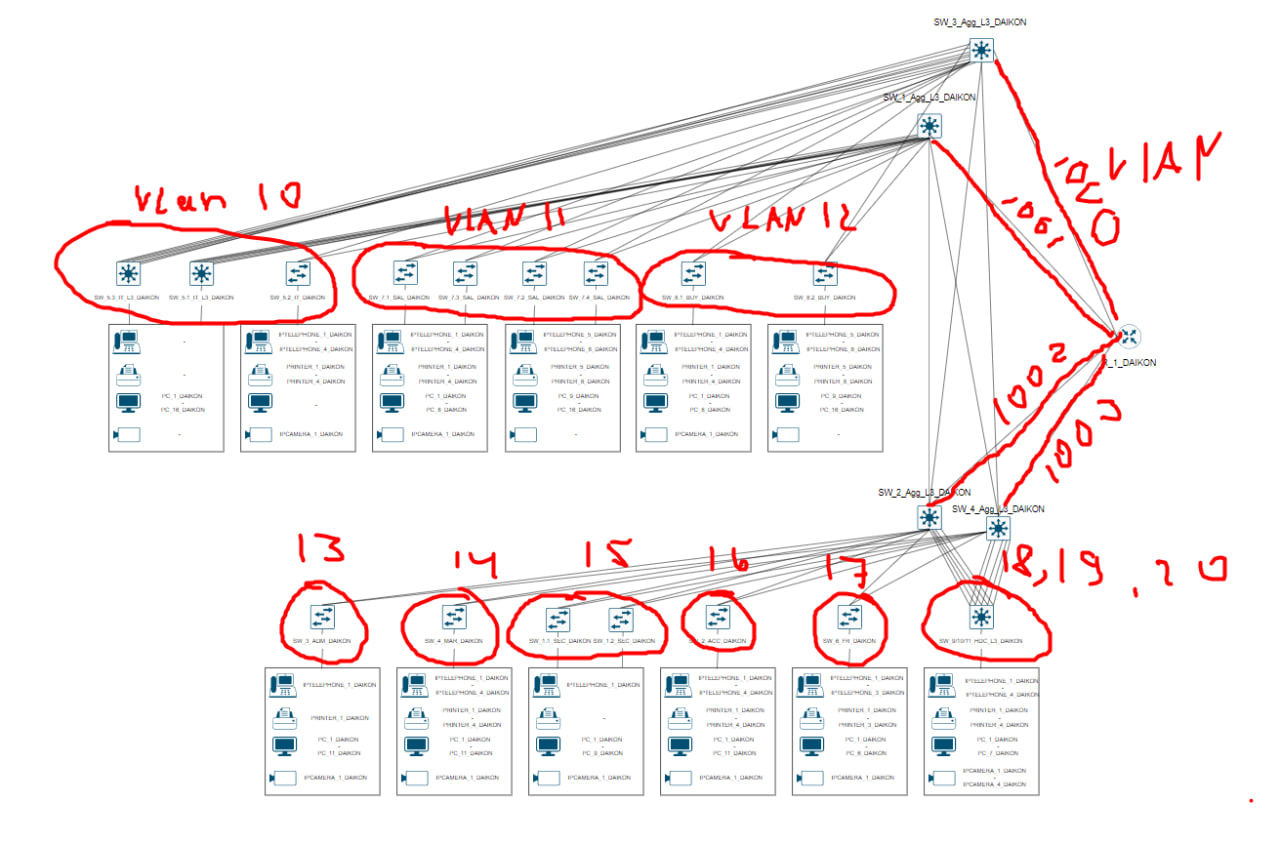 SW_3_Agg_L3_DAIKON
SW_1_Agg_L3_DAIKON
VLAN
Vlan 10
VLAN 11
VLAN 12
1001
SW_5.3_IT_L3_DAIKON SW_5.1_IT_L3_DAIKON SW_5.2_IT_DAIKON SW_7.1_SAL_DAIKON SW_7.3_SAL_DAIKON SW_7.2_SAL_DAIKON SW_7.4_SAL_DAIKON SW_8.1_BUY_DAIKON SW_8.2_BUY_DAIKON
- IPTELEPHONE_1_DAIKON IPTELEPHONE_1_DAIKON IPTELEPHONE_5_DAIKON IPTELEPHONE_1_DAIKON IPTELEPHONE_5_DAIKON
- - - - -
IPTELEPHONE_4_DAIKON IPTELEPHONE_4_DAIKON IPTELEPHONE_8_DAIKON IPTELEPHONE_4_DAIKON IPTELEPHONE_8_DAIKON
R_1_DAIKON
- PRINTER_1_DAIKON PRINTER_1_DAIKON PRINTER_5_DAIKON PRINTER_1_DAIKON PRINTER_5_DAIKON
- - - - -
PRINTER_4_DAIKON PRINTER_4_DAIKON PRINTER_8_DAIKON PRINTER_4_DAIKON PRINTER_8_DAIKON
PC_1_DAIKON - PC_1_DAIKON PC_9_DAIKON PC_1_DAIKON PC_9_DAIKON
- - - - -
PC_16_DAIKON PC_8_DAIKON PC_16_DAIKON PC_8_DAIKON PC_16_DAIKON
- IPCAMERA_1_DAIKON IPCAMERA_1_DAIKON - IPCAMERA_1_DAIKON -
1002
1003
SW_2_Agg_L3_DAIKON
SW_4_Agg_L3_DAIKON
13 14 15 16 17 18,19,20
SW_3_ADM_DAIKON SW_4_MAR_DAIKON SW_1.1_SEC_DAIKON SW_1.2_SEC_DAIKON SW_2_ACC_DAIKON SW_6_FR_DAIKON SW_9/10/11_HDC_L3_DAIKON
IPTELEPHONE_1_DAIKON IPTELEPHONE_1_DAIKON IPTELEPHONE_1_DAIKON IPTELEPHONE_1_DAIKON IPTELEPHONE_1_DAIKON IPTELEPHONE_1_DAIKON
- - - -
IPTELEPHONE_4_DAIKON IPTELEPHONE_4_DAIKON IPTELEPHONE_3_DAIKON IPTELEPHONE_4_DAIKON
PRINTER_1_DAIKON PRINTER_1_DAIKON - PRINTER_1_DAIKON PRINTER_1_DAIKON PRINTER_1_DAIKON
- - - -
PRINTER_4_DAIKON PRINTER_4_DAIKON PRINTER_3_DAIKON PRINTER_4_DAIKON
PC_1_DAIKON PC_1_DAIKON PC_1_DAIKON PC_1_DAIKON PC_1_DAIKON PC_1_DAIKON
- - - - - -
PC_11_DAIKON PC_11_DAIKON PC_9_DAIKON PC_11_DAIKON PC_6_DAIKON PC_7_DAIKON
IPCAMERA_1_DAIKON IPCAMERA_1_DAIKON IPCAMERA_1_DAIKON IPCAMERA_1_DAIKON IPCAMERA_1_DAIKON IPCAMERA_1_DAIKON
-
IPCAMERA_4_DAIKON